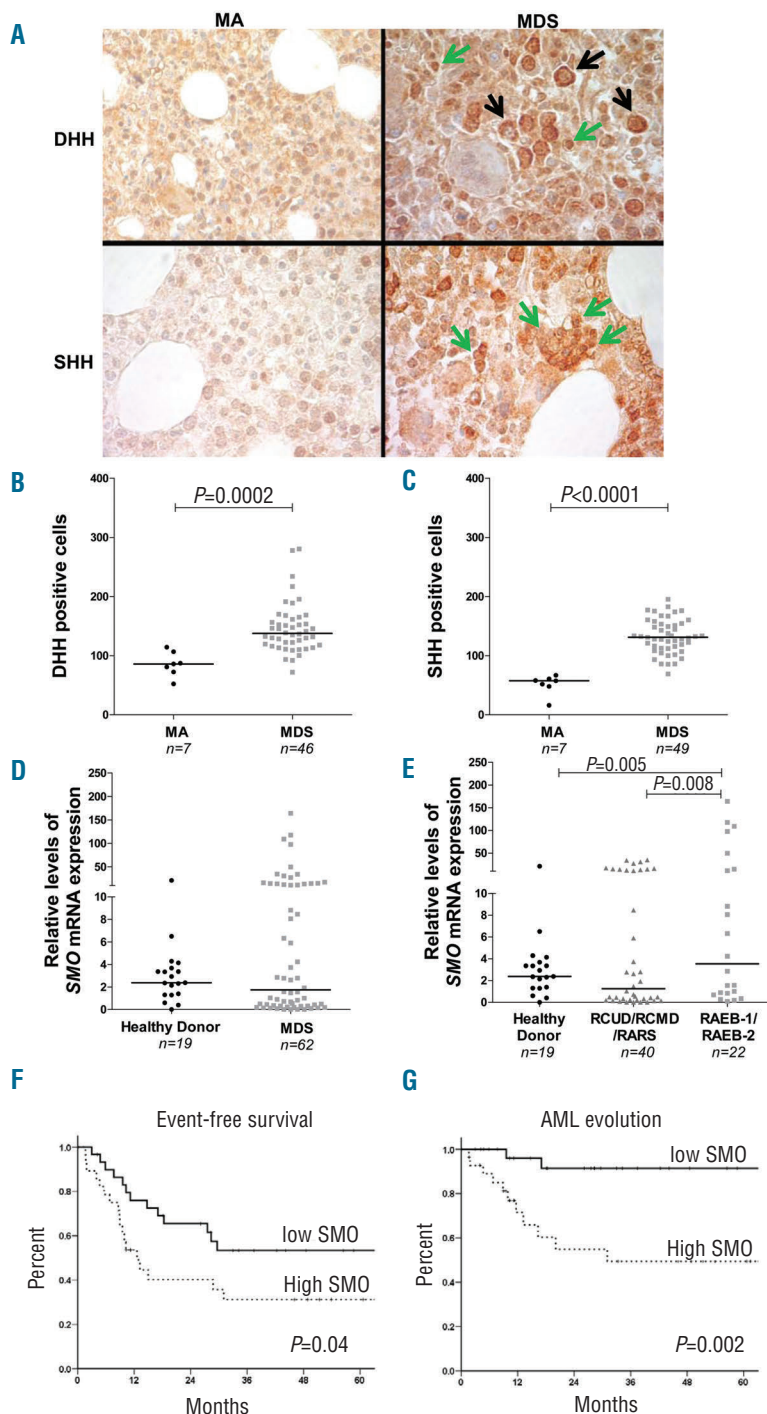 A
MA
MDS
DHH
SHH
B
C
P=0.0002
P<0.0001
DHH positive cells
400
300
200
100
0
MA
n=7
MDS
n=46
SHH positive cells
400
300
200
100
0
MA
n=7
MDS
n=49
D
E
Relative levels of
SMO mRNA expression
250
200
150
100
50
10
8
6
4
2
0
Healthy Donor
n=19
MDS
n=62
P=0.005
P=0.008
Relative levels of
SMO mRNA expression
250
200
150
100
50
10
8
6
4
2
0
Healthy
Donor
n=19
RCUD/RCMD
/RARS
n=40
RAEB-1/
RAEB-2
n=22
F
G
Event-free survival
Percent
1.0
0.8
0.6
0.4
0.2
0.0
low SMO
High SMO
P=0.04
0
12
24
36
48
60
Months
AML evolution
Percent
1.0
0.8
0.6
0.4
0.2
0.0
low SMO
High SMO
P=0.002
0
12
24
36
48
60
Months